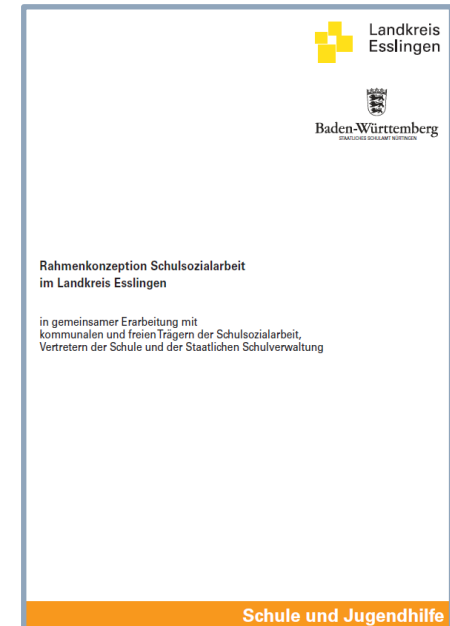 Landkreis
Esslingen
Baden-Württemberg
STAATLICHES SCHULAMT NÜRTINGEN
Rahmenkonzeption Schulsozialarbeit
im Landkreis Esslingen
in gemeinsamer Erarbeitung mit
kommunalen und freien Trägern der Schulsozialarbeit,
Vertretern der Schule und der Staatlichen Schulverwaltung
Schule und Jugendhilfe